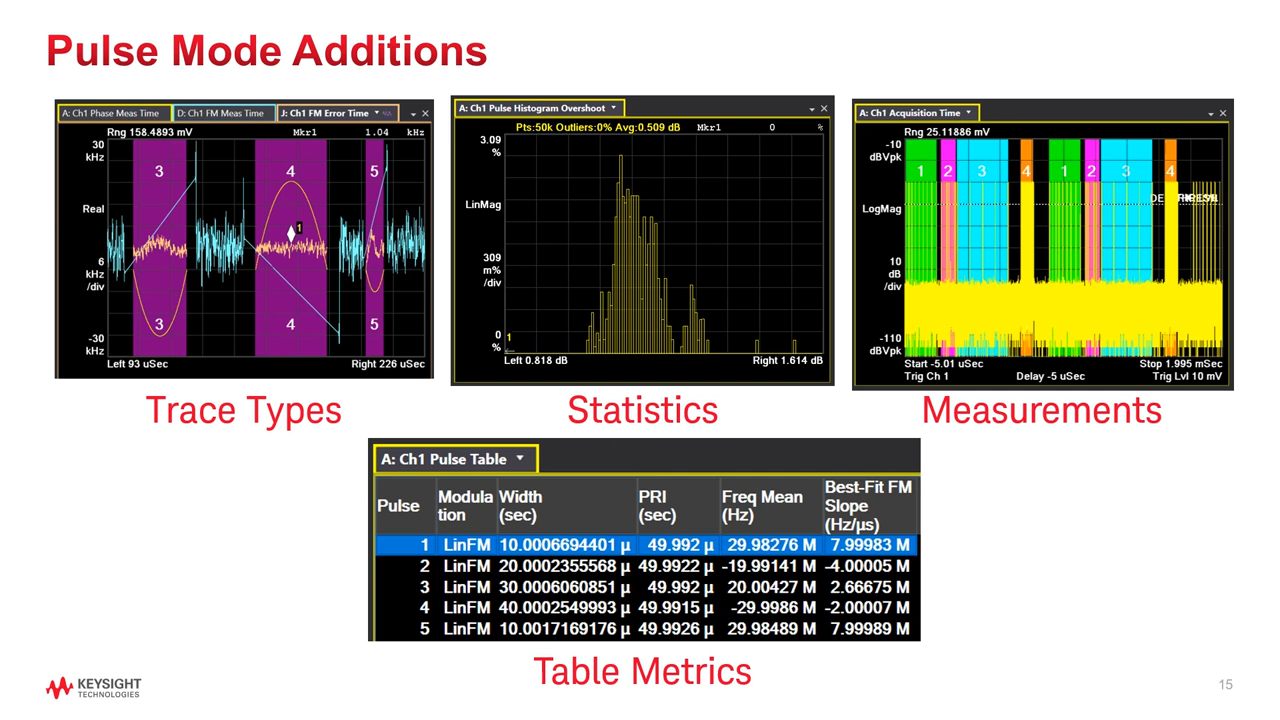 Pulse Mode Additions
A: Ch1 Phase Meas Time
D: Ch1 FM Meas Time
J: Ch1 FM Error Time
Rng 158.4893 mV
Mkr1
1.04
kHz
30
kHz
Real
6
kHz
/div
-30
kHz
3
4
5
1
3
4
5
Left 93 uSec
Right 226 uSec
Trace Types
A: Ch1 Pulse Histogram Overshoot
Pts:50k Outliers:0% Avg:0.509 dB
Mkr1
0
%
3.09
%
LinMag
309
m%
/div
0
%
1
Left 0.818 dB
Right 1.614 dB
Statistics
A: Ch1 Acquisition Time
Rng 25.11886 mV
-10
dBVpk
LogMag
10
dB
/div
-110
dBVpk
1
2
3
4
1
2
3
4
Start -5.01 uSec
Stop 1.995 mSec
Trig Ch 1
Delay -5 uSec
Trig Lvl 10 mV
Measurements
A: Ch1 Pulse Table
Pulse Modula tion Width (sec) PRI (sec) Freq Mean (Hz) Best-Fit FM Slope (Hz/µs)
1 LinFM 10.0006694401 µ 49.992 µ 29.98276 M 7.99983 M
2 LinFM 20.0002355568 µ 49.9922 µ -19.99141 M -4.00005 M
3 LinFM 30.0006060851 µ 49.992 µ 20.00427 M 2.66675 M
4 LinFM 40.0002549993 µ 49.9915 µ -29.9986 M -2.00007 M
5 LinFM 10.0017169176 µ 49.9926 µ 29.98489 M 7.99989 M
Table Metrics
KEYSIGHT
TECHNOLOGIES
15